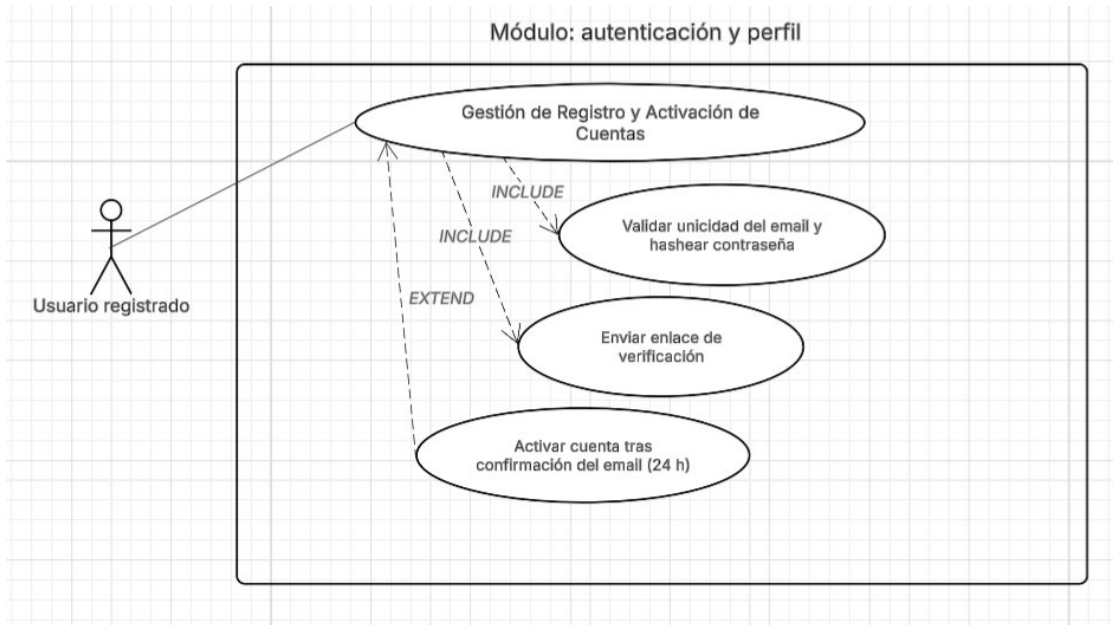 Módulo: autenticación y perfil
Gestión de Registro y Activación de
Cuentas
INCLUDE
Validar unicidad del email y
hashear contraseña
INCLUDE
EXTEND
Usuario registrado
Enviar enlace de
verificación
Activar cuenta tras
confirmación del email (24 h)